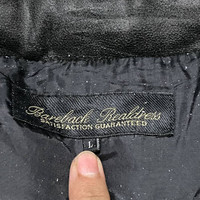 Bareback Realdress
SATISFACTION GUARANTEED
L